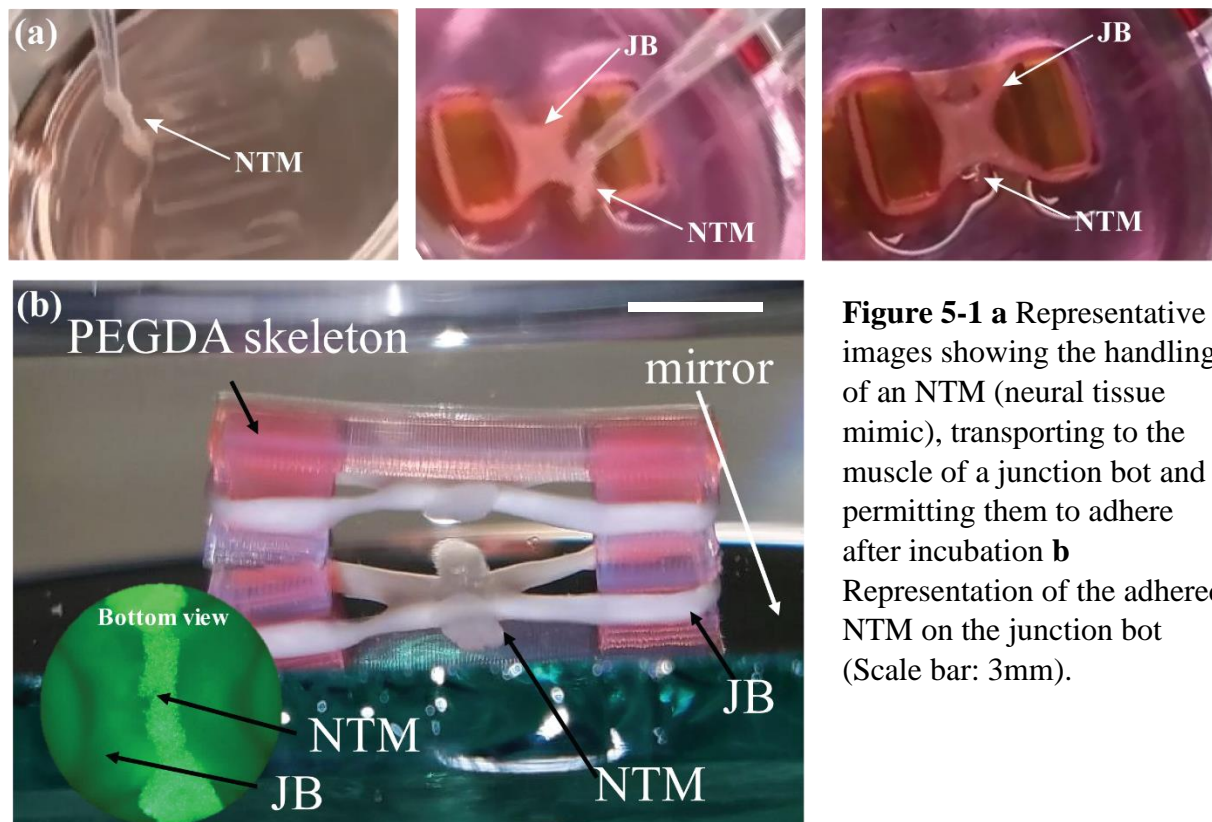 (a)
NTM
JB
NTM
JB
NTM
(b)
PEGDA skeleton
mirror
Bottom view
NTM
JB
NTM
JB
Figure 5-1 a Representative
images showing the handling
of an NTM (neural tissue
mimic), transporting to the
muscle of a junction bot and
permitting them to adhere
after incubation b
Representation of the adhered
NTM on the junction bot
(Scale bar: 3mm).